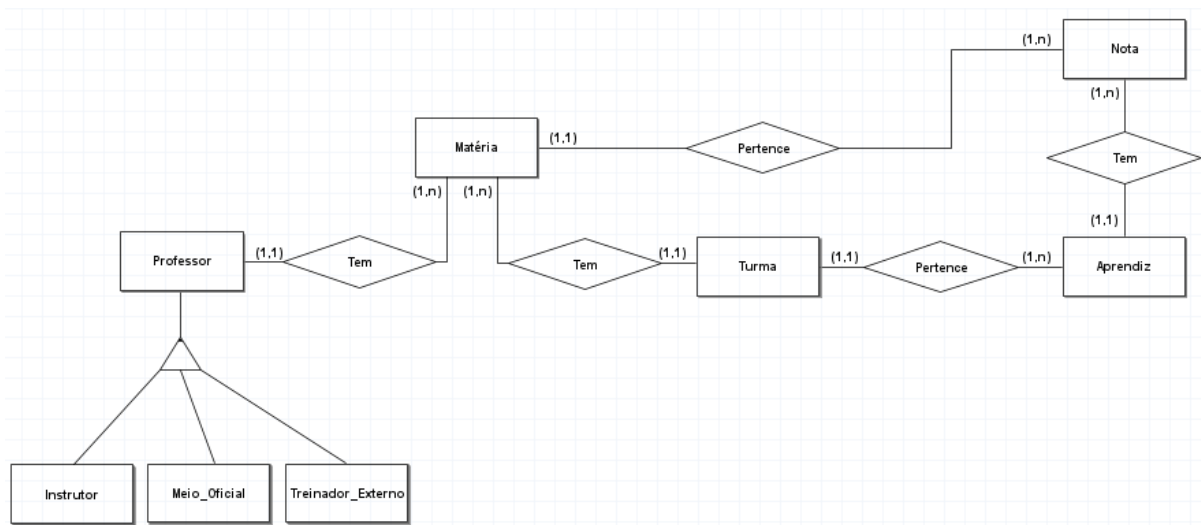 (1,n)
Nota
(1,n)
Matéria
(1,1)
Pertence
Tem
(1,n)
(1,n)
(1,1)
Professor
(1,1)
Tem
Tem
(1,1)
Turma
(1,1)
Pertence
(1,n)
Aprendiz
Instrutor
Meio_Oficial
Treinador_Externo